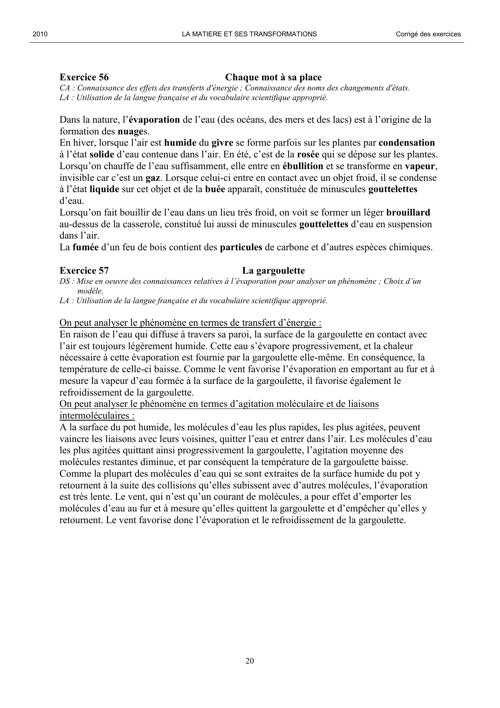 2010 LA MATIERE ET SES TRANSFORMATIONS Corrigé des exercices
Exercice 56 Chaque mot à sa place
CA : Connaissance des effets des transferts d'énergie ; Connaissance des noms des changements d'états.
LA : Utilisation de la langue française et du vocabulaire scientifique approprié.
Dans la nature, l'évaporation de l'eau (des océans, des mers et des lacs) est à l'origine de la
formation des nuages.
En hiver, lorsque l'air est humide du givre se forme parfois sur les plantes par condensation
à l'état solide d'eau contenue dans l'air. En été, c'est de la rosée qui se dépose sur les plantes.
Lorsqu'on chauffe de l'eau suffisamment, elle entre en ébullition et se transforme en vapeur,
invisible car c'est un gaz. Lorsque celui-ci entre en contact avec un objet froid, il se condense
à l'état liquide sur cet objet et de la buée apparaît, constituée de minuscules gouttelettes
d'eau.
Lorsqu'on fait bouillir de l'eau dans un lieu très froid, on voit se former un léger brouillard
au-dessus de la casserole, constitué lui aussi de minuscules gouttelettes d'eau en suspension
dans l'air.
La fumée d'un feu de bois contient des particules de carbone et d'autres espèces chimiques.
Exercice 57 La gargoulette
DS : Mise en oeuvre des connaissances relatives à l'évaporation pour analyser un phénomène ; Choix d'un
modèle.
LA : Utilisation de la langue française et du vocabulaire scientifique approprié.
On peut analyser le phénomène en termes de transfert d'énergie :
En raison de l'eau qui diffuse à travers sa paroi, la surface de la gargoulette en contact avec
l'air est toujours légèrement humide. Cette eau s'évapore progressivement, et la chaleur
nécessaire à cette évaporation est fournie par la gargoulette elle-même. En conséquence, la
température de celle-ci baisse. Comme le vent favorise l'évaporation en emportant au fur et à
mesure la vapeur d'eau formée à la surface de la gargoulette, il favorise également le
refroidissement de la gargoulette.
On peut analyser le phénomène en termes d'agitation moléculaire et de liaisons
intermoléculaires :
A la surface du pot humide, les molécules d'eau les plus rapides, les plus agitées, peuvent
vaincre les liaisons avec leurs voisines, quitter l'eau et entrer dans l'air. Les molécules d'eau
les plus agitées quittant ainsi progressivement la gargoulette, l'agitation moyenne des
molécules restantes diminue, et par conséquent la température de la gargoulette baisse.
Comme la plupart des molécules d'eau qui se sont extraites de la surface humide du pot y
retournent à la suite des collisions qu'elles subissent avec d'autres molécules, l'évaporation
est très lente. Le vent, qui n'est qu'un courant de molécules, a pour effet d'emporter les
molécules d'eau au fur et à mesure qu'elles quittent la gargoulette et d'empêcher qu'elles y
retournent. Le vent favorise donc l'évaporation et le refroidissement de la gargoulette.
20